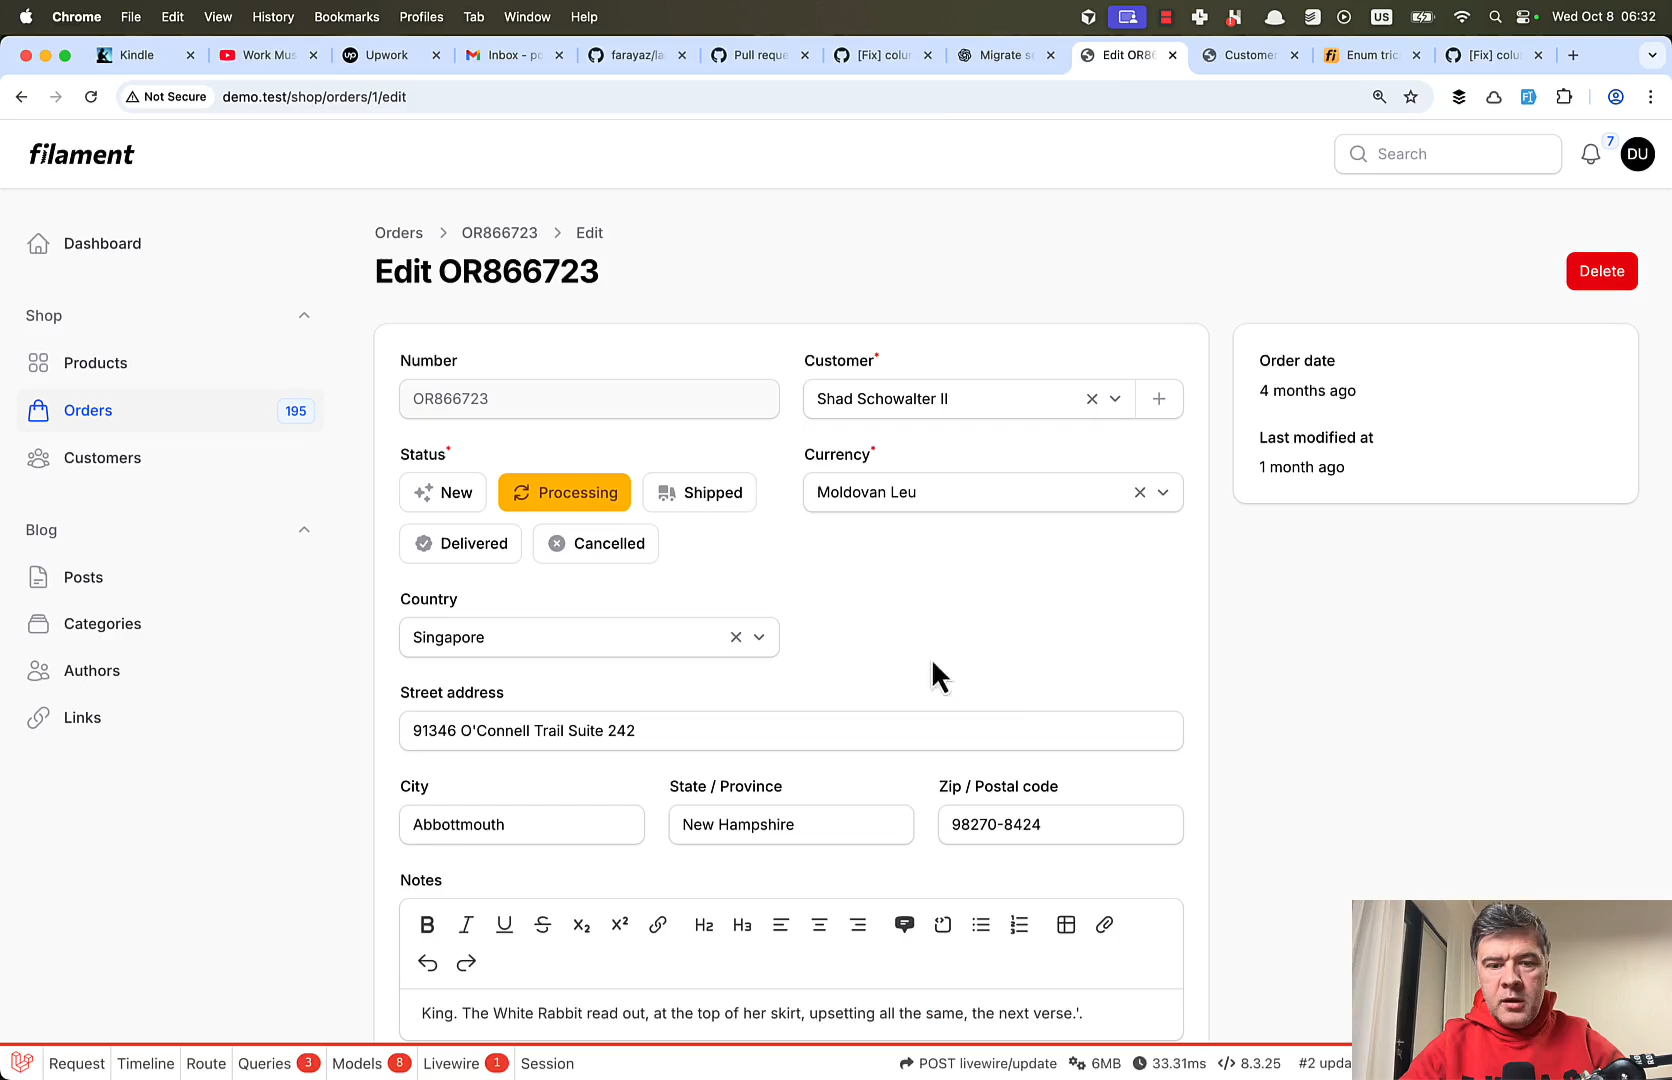 Chrome File Edit View History Bookmarks Profiles Tab Window Help US Wed Oct 8 06:32
Kindle Work Mus Upwork Inbox - pc farayaz/la Pull reque [Fix] colu Migrate s Edit OR86 Customer Enum tric [Fix] colu
Not Secure demo.test/shop/orders/1/edit
filament Search 7 DU
Dashboard
Shop
Products
Orders 195
Customers
Blog
Posts
Categories
Authors
Links
Orders > OR866723 > Edit
Edit OR866723
Delete
Number
OR866723
Customer*
Shad Schowalter II
Status*
New Processing Shipped
Delivered Cancelled
Currency*
Moldovan Leu
Country
Singapore
Street address
91346 O'Connell Trail Suite 242
City State / Province Zip / Postal code
Abbottmouth New Hampshire 98270-8424
Notes
B I U S X₂ X² H2 H3
King. The White Rabbit read out, at the top of her skirt, upsetting all the same, the next verse.'.
Order date
4 months ago
Last modified at
1 month ago
Request Timeline Route Queries 3 Models 8 Livewire 1 Session POST livewire/update 6MB 33.31ms 8.3.25 #2 upda